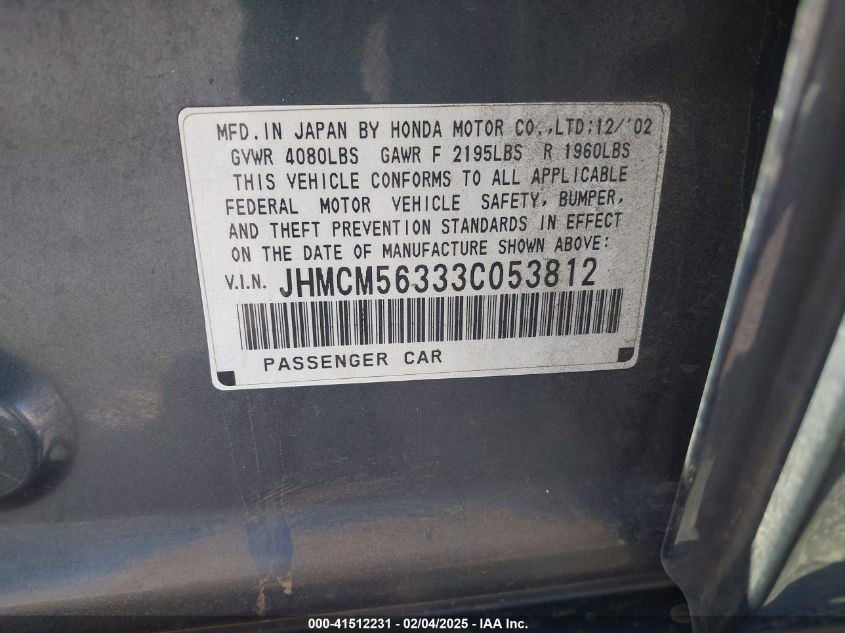 MFD. IN JAPAN BY HONDA MOTOR CO., LTD; 12/'02
GVWR 4080LBS GAWR F 2195LBS R 1960LBS
THIS VEHICLE CONFORMS TO ALL APPLICABLE
FEDERAL MOTOR VEHICLE SAFETY, BUMPER,
AND THEFT PREVENTION STANDARDS IN EFFECT
ON THE DATE OF MANUFACTURE SHOWN ABOVE:
V.I.N. JHMCM56333C053812
PASSENGER CAR
000-41512231 - 02/04/2025 - IAA Inc.